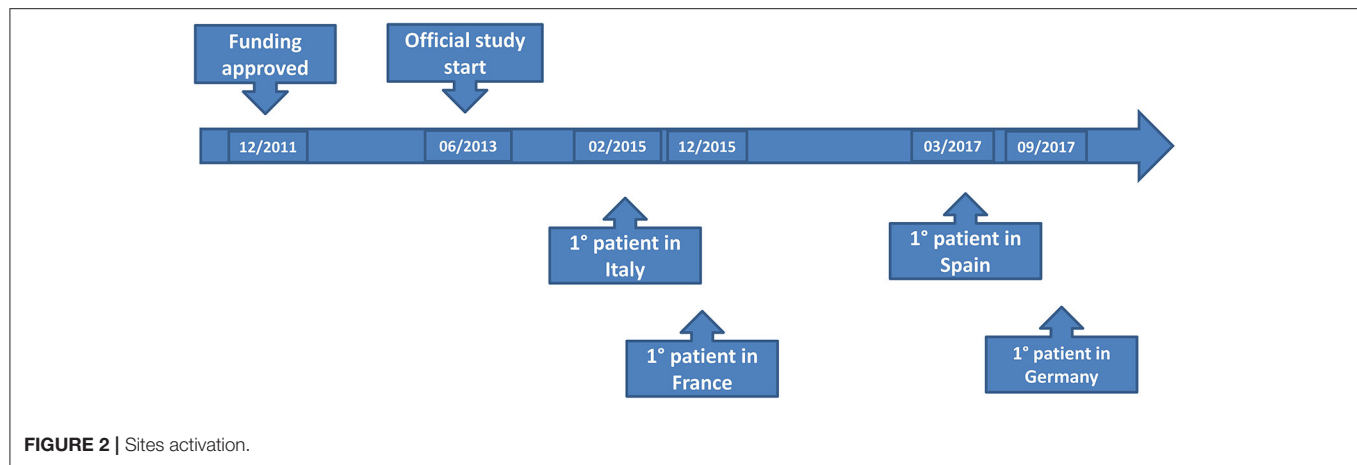 Funding
approved
Official study
start
12/2011
06/2013
02/2015
12/2015
03/2017
09/2017
1° patient in
Italy
1° patient in
Spain
1° patient in
France
1° patient in
Germany
FIGURE 2 | Sites activation.